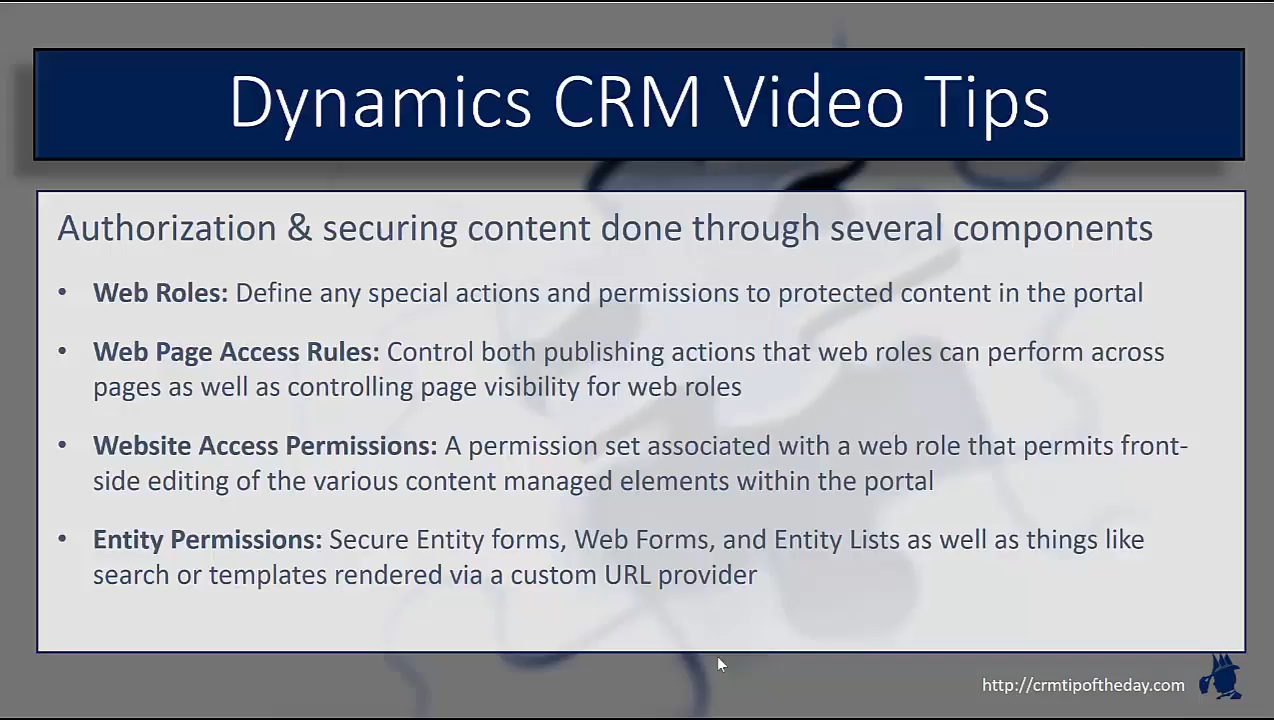 Dynamics CRM Video Tips
Authorization & securing content done through several components
• Web Roles: Define any special actions and permissions to protected content in the portal
• Web Page Access Rules: Control both publishing actions that web roles can perform across
pages as well as controlling page visibility for web roles
• Website Access Permissions: A permission set associated with a web role that permits front-
side editing of the various content managed elements within the portal
• Entity Permissions: Secure Entity forms, Web Forms, and Entity Lists as well as things like
search or templates rendered via a custom URL provider
http://crmtipoftheday.com